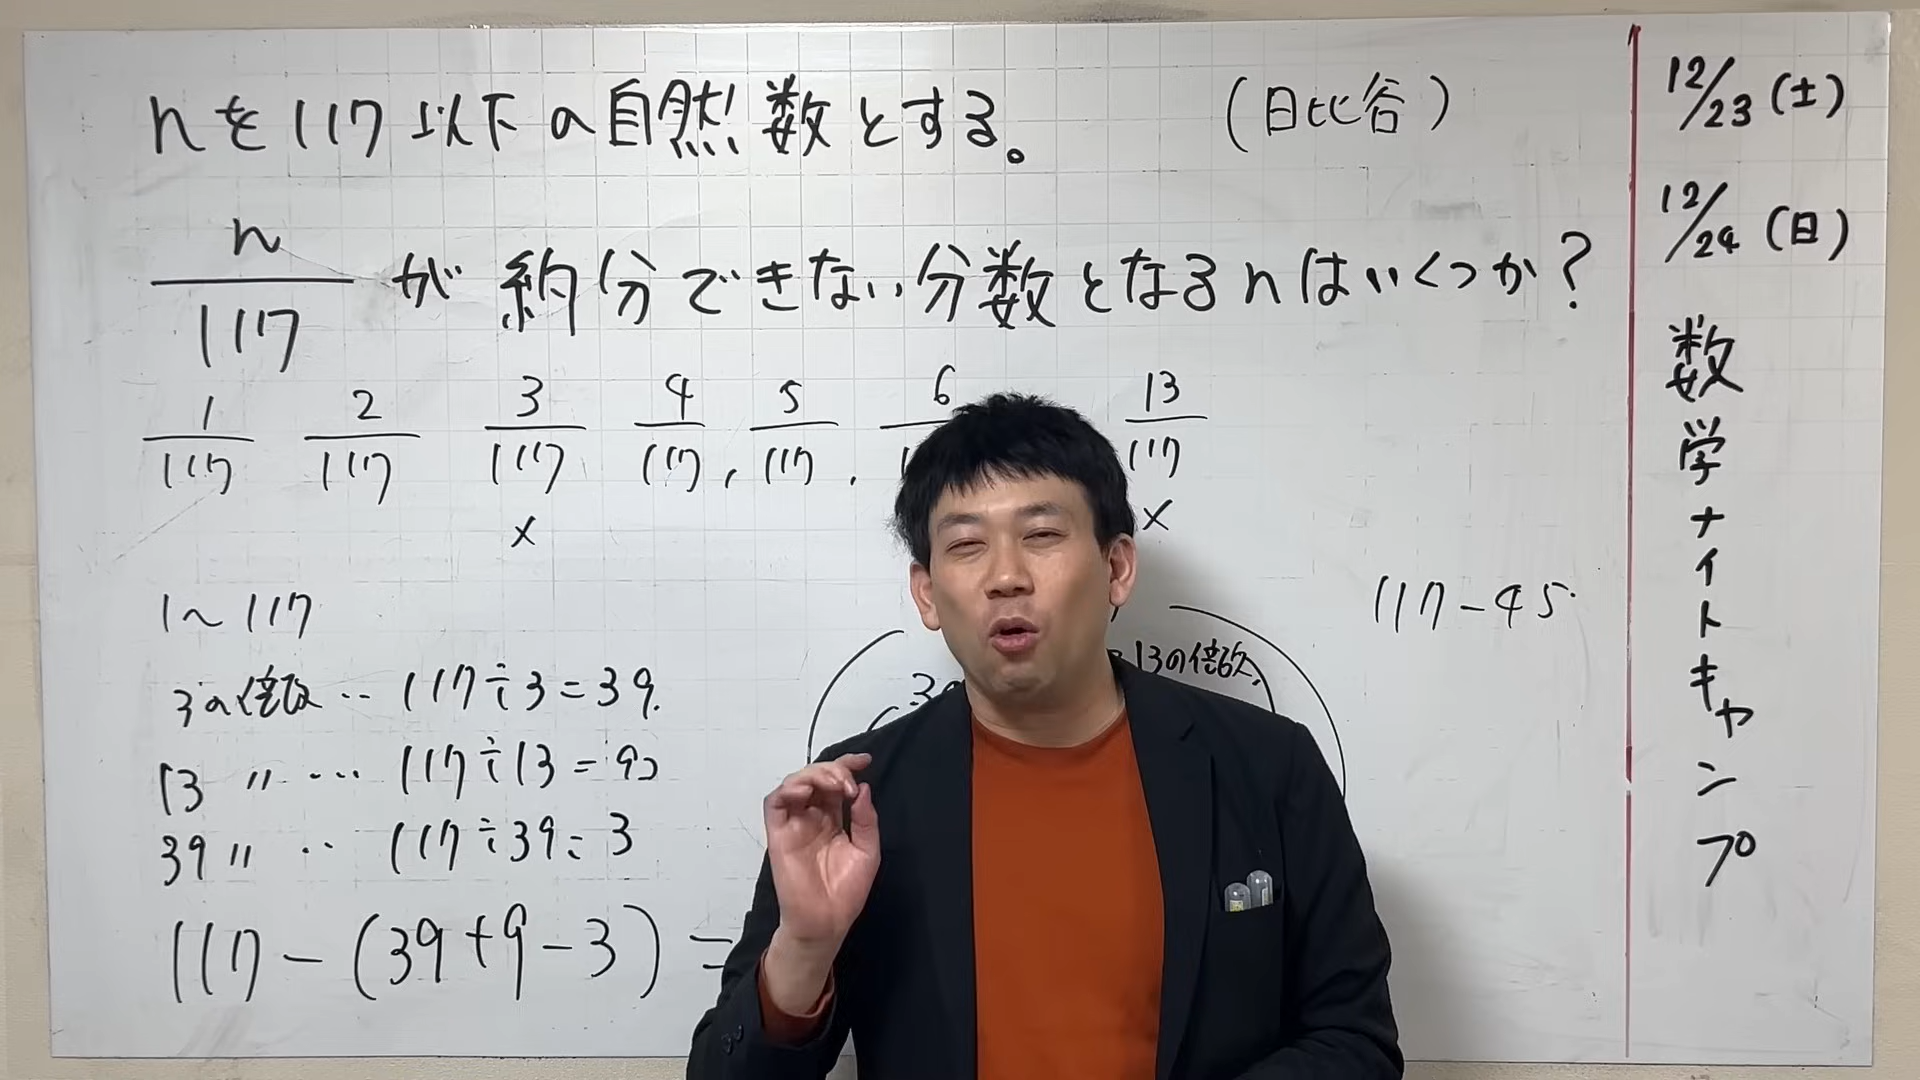 nを117以下の自然数とする。 (日比谷)
n
117
が約分できない分数となるnはいくつか?
1 2 3 4 5 6 13
117 117 117 117, 117. 117
× ×
1〜117
3の倍数‥117÷3=39.
13 〃 … 117÷13=9コ
39〃 ‥ 117÷39=3
117-(39+9-3)=
13の倍数
117-45
12/23(土)
12/24(日)
数学ナイトキャンプ